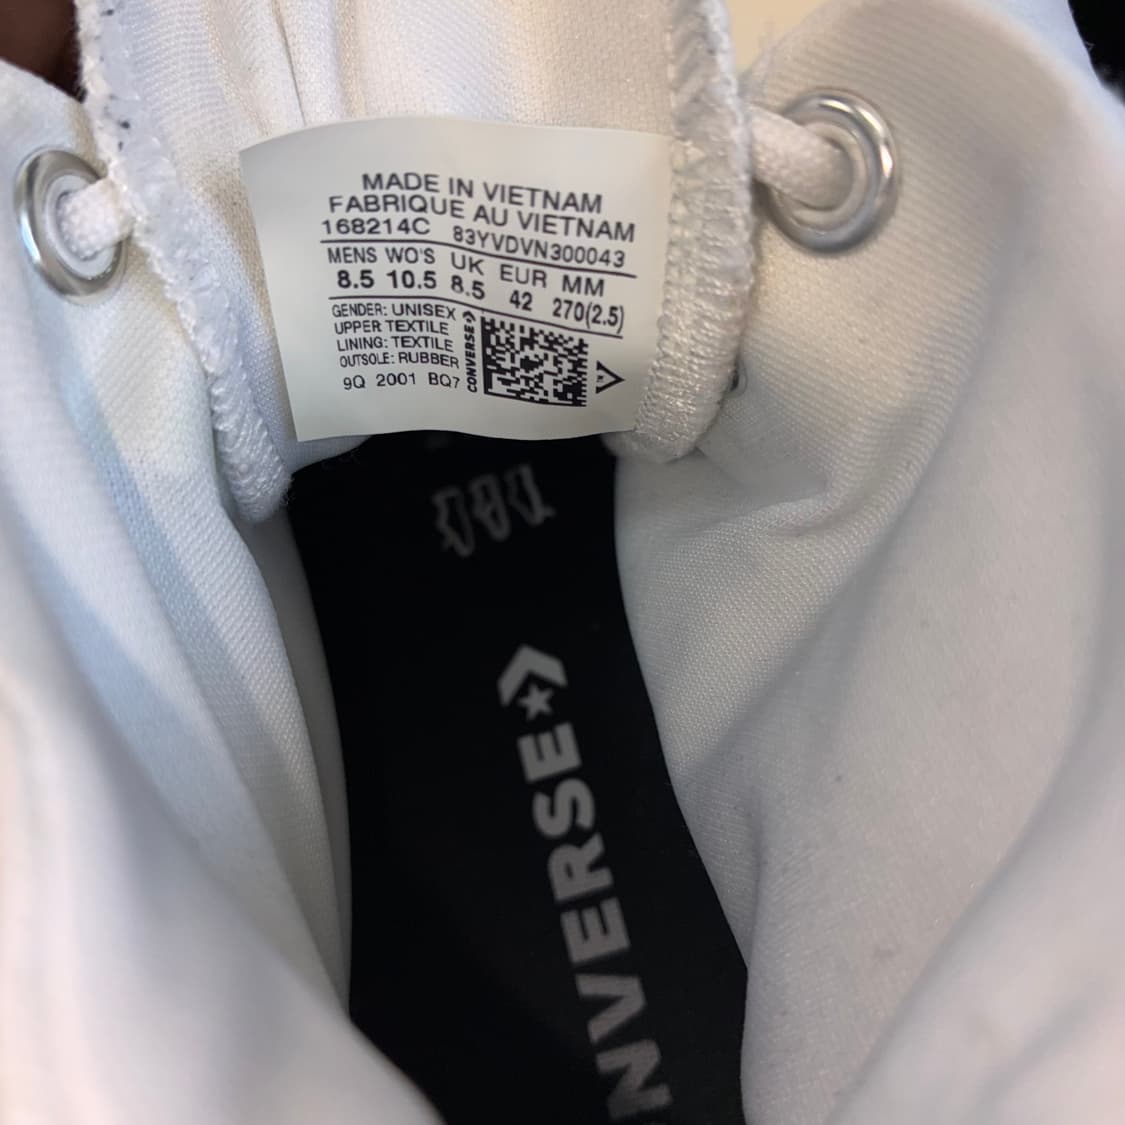 MADE IN VIETNAM
FABRIQUE AU VIETNAM
168214C 83YVDVN300043
MENS WO'S UK EUR MM
8.5 10.5 8.5 42 270(2.5)
GENDER: UNISEX
UPPER TEXTILE
LINING: TEXTILE
OUTSOLE: RUBBER
9Q 2001 BQ7
CONVERSE
NVERSE